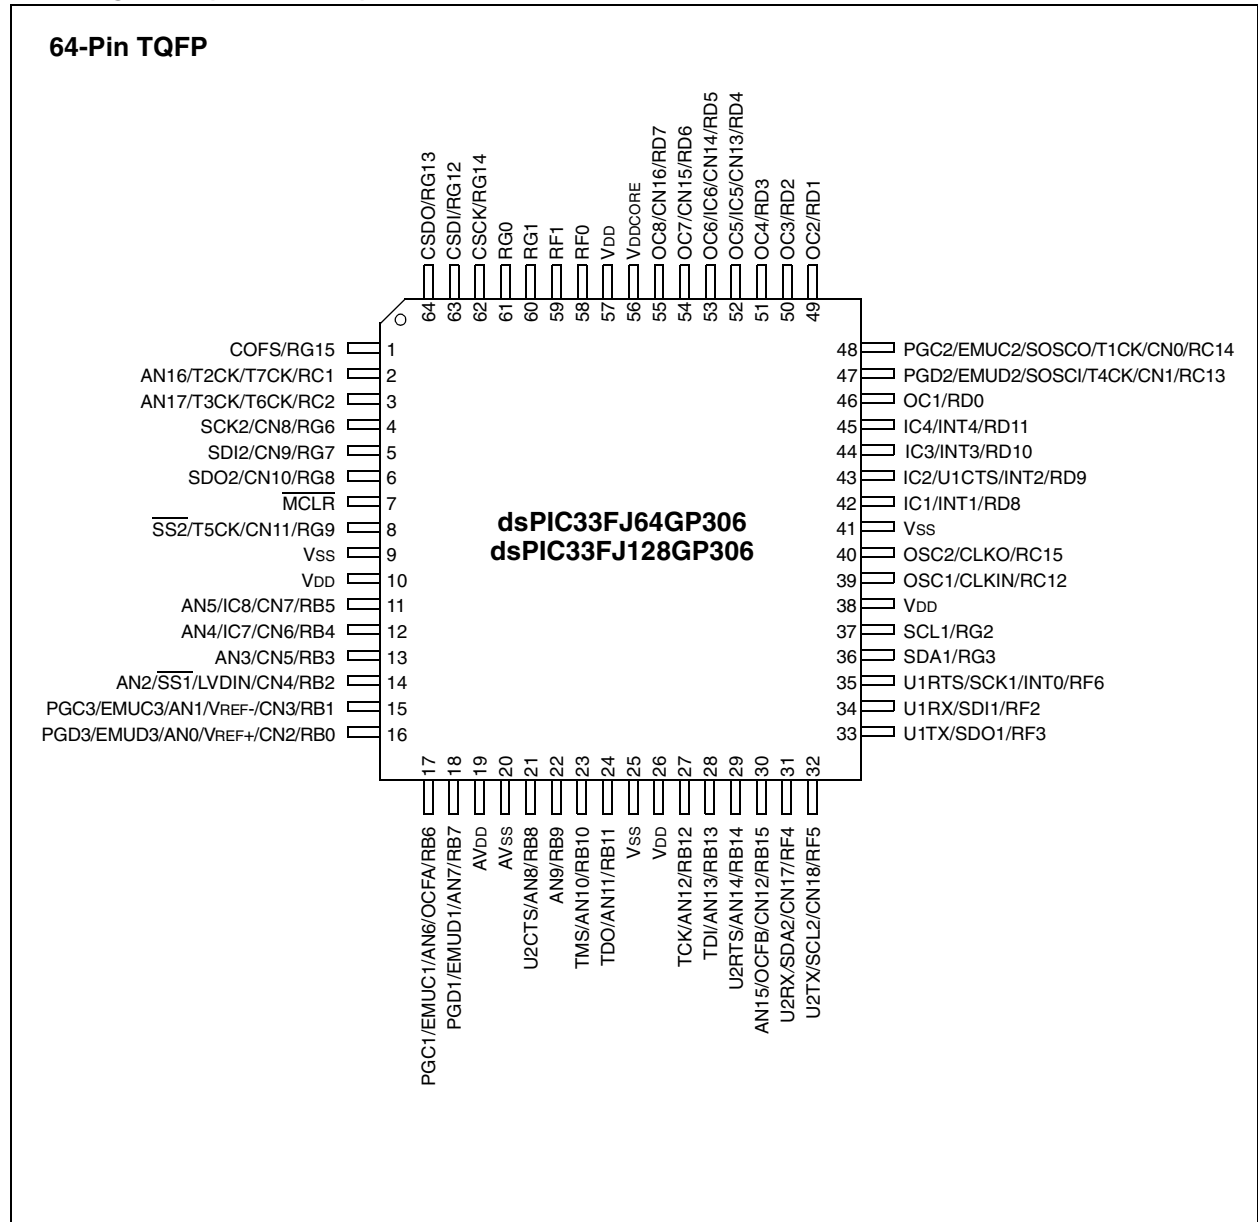 64-Pin TQFP
CSDO/RG13
CSDI/RG12
CSCK/RG14
RG0
RG1
RF1
RF0
VDD
VDDCORE
OC8/CN16/RD7
OC7/CN15/RD6
OC6/IC6/CN14/RD5
OC5/IC5/CN13/RD4
OC4/RD3
OC3/RD2
OC2/RD1
64
63
62
61
60
59
58
57
56
55
54
53
52
51
50
49
COFS/RG15 1
AN16/T2CK/T7CK/RC1 2
AN17/T3CK/T6CK/RC2 3
SCK2/CN8/RG6 4
SDI2/CN9/RG7 5
SDO2/CN10/RG8 6
MCLR 7
SS2/T5CK/CN11/RG9 8
VSS 9
VDD 10
AN5/IC8/CN7/RB5 11
AN4/IC7/CN6/RB4 12
AN3/CN5/RB3 13
AN2/SS1/LVDIN/CN4/RB2 14
PGC3/EMUC3/AN1/VREF-/CN3/RB1 15
PGD3/EMUD3/AN0/VREF+/CN2/RB0 16
dsPIC33FJ64GP306
dsPIC33FJ128GP306
48 PGC2/EMUC2/SOSCO/T1CK/CN0/RC14
47 PGD2/EMUD2/SOSCI/T4CK/CN1/RC13
46 OC1/RD0
45 IC4/INT4/RD11
44 IC3/INT3/RD10
43 IC2/U1CTS/INT2/RD9
42 IC1/INT1/RD8
41 VSS
40 OSC2/CLKO/RC15
39 OSC1/CLKIN/RC12
38 VDD
37 SCL1/RG2
36 SDA1/RG3
35 U1RTS/SCK1/INT0/RF6
34 U1RX/SDI1/RF2
33 U1TX/SDO1/RF3
17
18
19
20
21
22
23
24
25
26
27
28
29
30
31
32
PGC1/EMUC1/AN6/OCFA/RB6
PGD1/EMUD1/AN7/RB7
AVDD
AVSS
U2CTS/AN8/RB8
AN9/RB9
TMS/AN10/RB10
TDO/AN11/RB11
VSS
VDD
TCK/AN12/RB12
TDI/AN13/RB13
U2RTS/AN14/RB14
AN15/OCFB/CN12/RB15
U2RX/SDA2/CN17/RF4
U2TX/SCL2/CN18/RF5